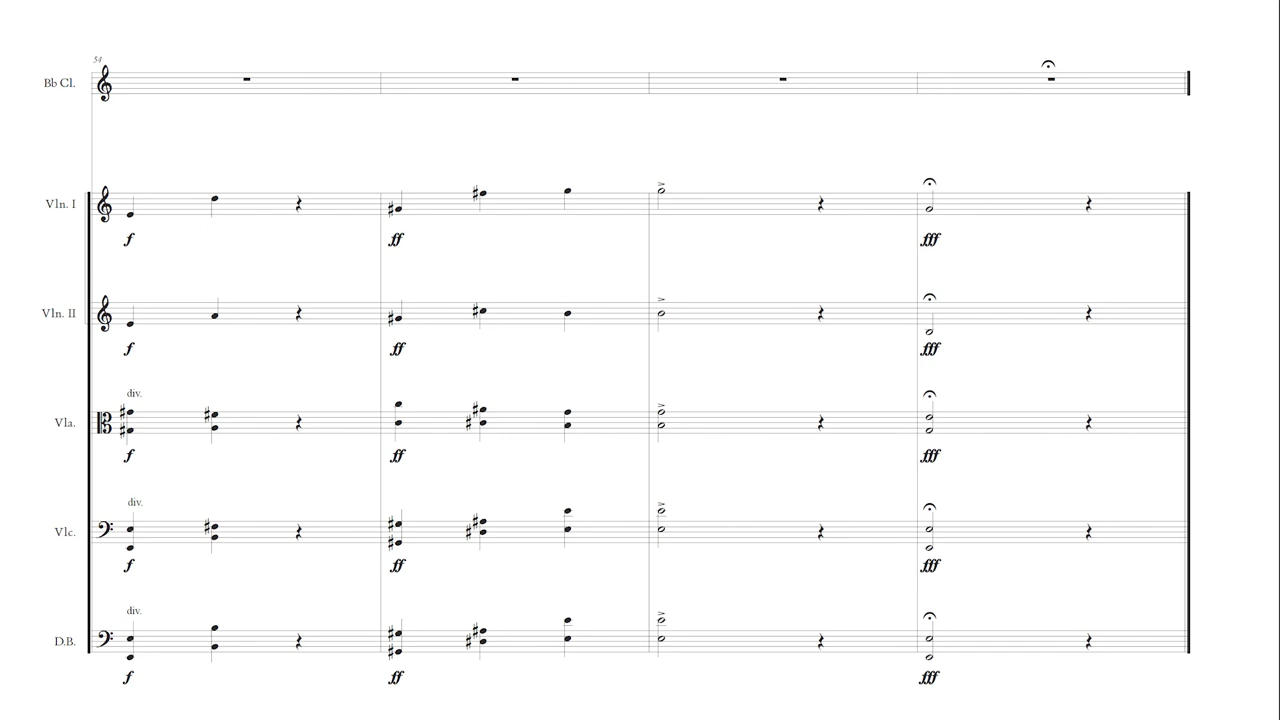 54
Bb Cl.
Vln. I
f ff fff
Vln. II
f ff fff
div.
Vla.
f ff fff
div.
Vlc.
f ff fff
div.
D.B.
f ff fff